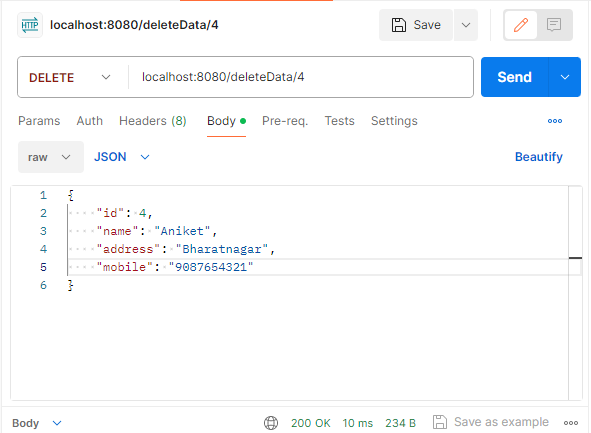 HTTP localhost:8080/deleteData/4 Save
DELETE localhost:8080/deleteData/4 Send
Params Auth Headers (8) Body Pre-req. Tests Settings
raw JSON Beautify
1 {
2 "id": 4,
3 "name": "Aniket",
4 "address": "Bharatnagar",
5 "mobile": "9087654321"
6 }
Body 200 OK 10 ms 234 B Save as example